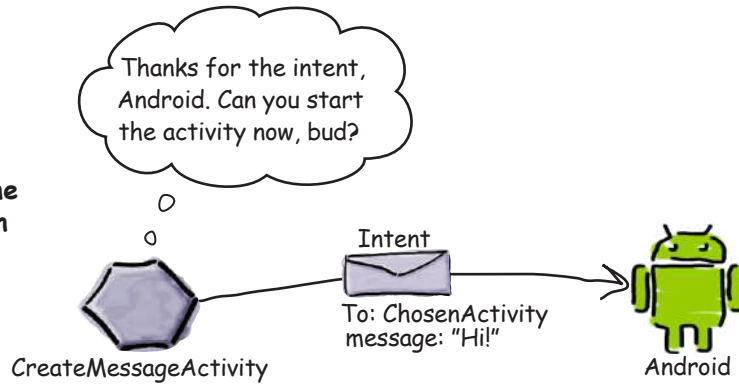 Thanks for the intent,
Android. Can you start
the activity now, bud?
Intent
To: ChosenActivity
message: "Hi!"
CreateMessageActivity
Android